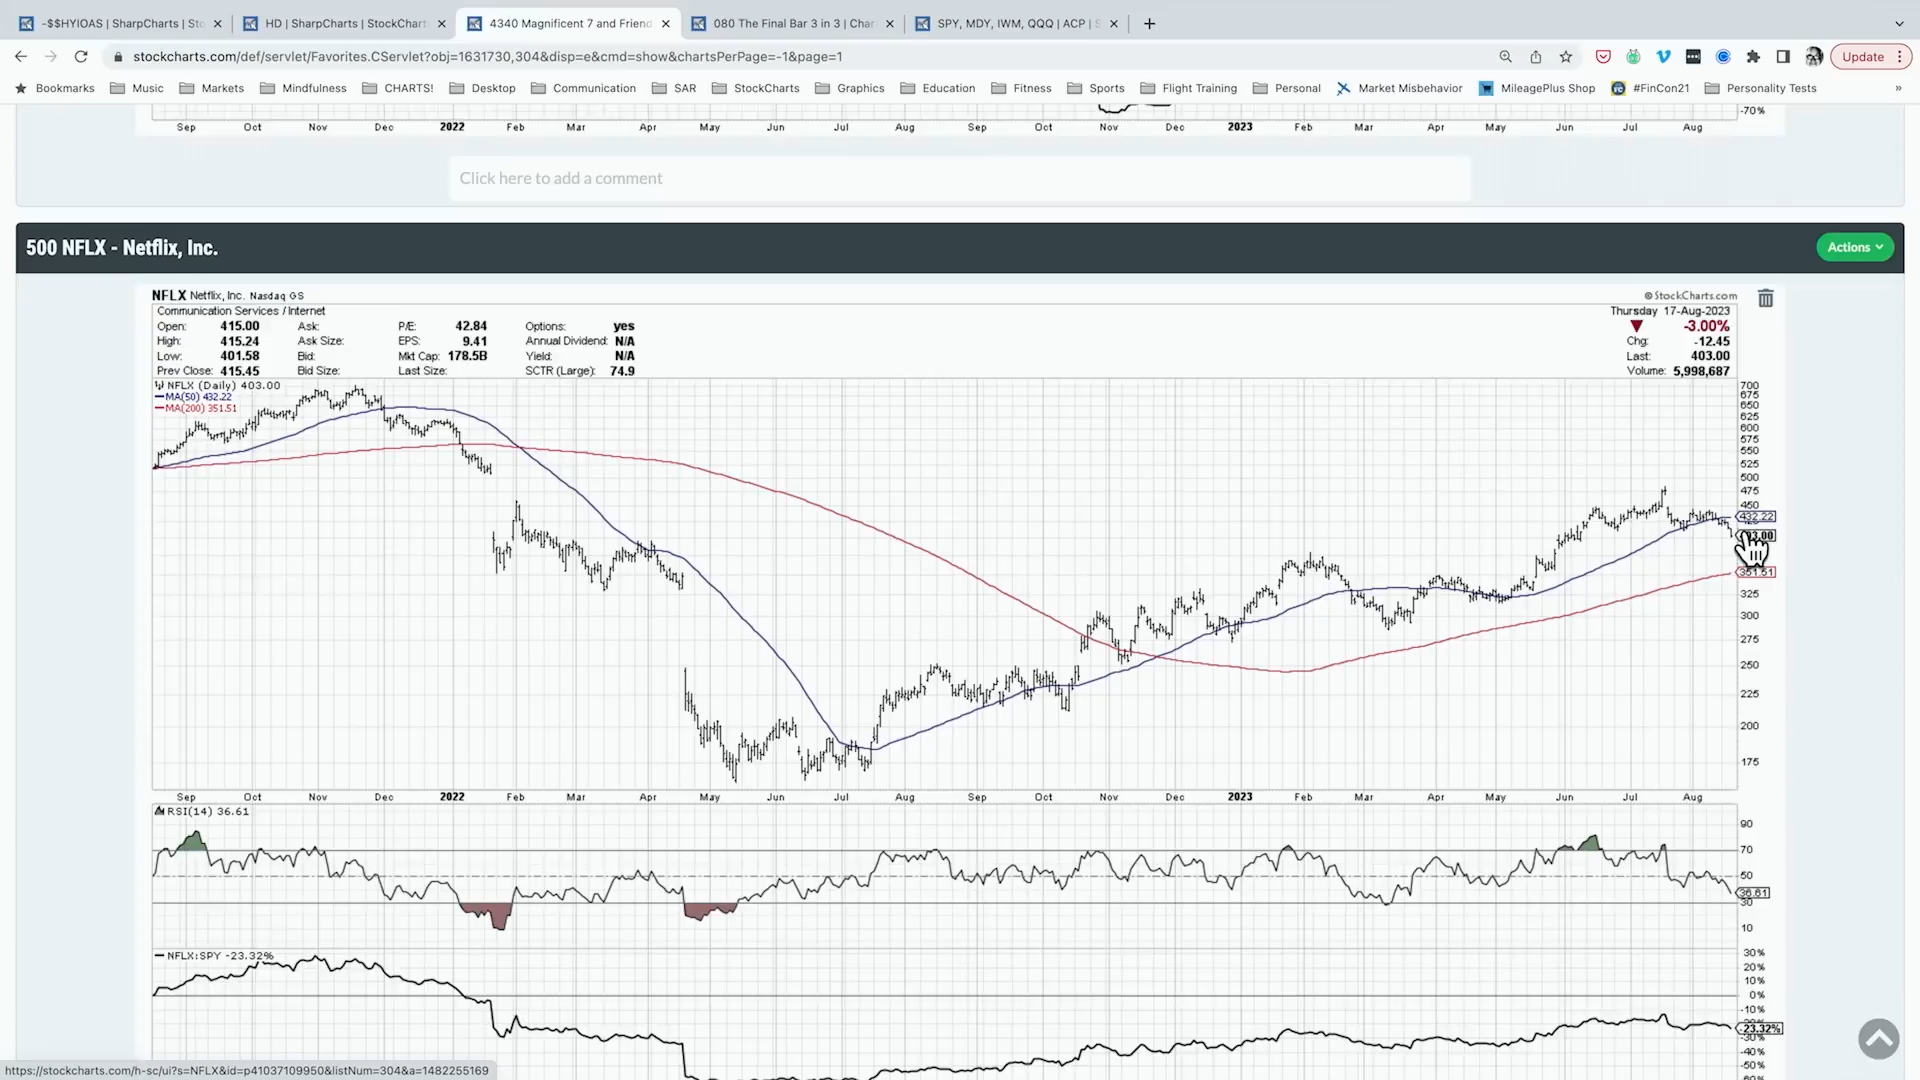 -$$HYIOAS | SharpCharts | Sto HD | SharpCharts | StockChart 4340 Magnificent 7 and Friend 080 The Final Bar 3 in 3 | Char SPY, MDY, IWM, QQQ | ACP | S
stockcharts.com/def/servlet/Favorites.CServlet?obj=1631730,304&disp=e&cmd=show&chartsPerPage=-1&page=1 Update
Bookmarks Music Markets Mindfulness CHARTS! Desktop Communication SAR StockCharts Graphics Education Fitness Sports Flight Training Personal Market Misbehavior MileagePlus Shop #FinCon21 Personality Tests »
-70%
Sep Oct Nov Dec 2022 Feb Mar Apr May Jun Jul Aug Sep Oct Nov Dec 2023 Feb Mar Apr May Jun Jul Aug
Click here to add a comment
500 NFLX - Netflix, Inc. Actions
NFLX Netflix, Inc. Nasdaq GS © StockCharts.com
Communication Services / Internet Thursday 17-Aug-2023
Open: 415.00 Ask: P/E: 42.84 Options: yes -3.00%
High: 415.24 Ask Size: EPS: 9.41 Annual Dividend: N/A Chg: -12.45
Low: 401.58 Bid: Mkt Cap: 178.5B Yield: N/A Last: 403.00
Prev Close: 415.45 Bid Size: Last Size: SCTR (Large): 74.9 Volume: 5,998,687
NFLX (Daily) 403.00
MA(50) 432.22
MA(200) 351.51
700
675
650
625
600
575
550
525
500
475
450
432.22
351.51
325
300
275
250
225
200
175
Sep Oct Nov Dec 2022 Feb Mar Apr May Jun Jul Aug Sep Oct Nov Dec 2023 Feb Mar Apr May Jun Jul Aug
RSI(14) 36.61
90
70
50
36.61
30
10
NFLX:SPY -23.32%
30%
20%
10%
0%
-10%
-23.32%
-30%
-40%
-50%
https://stockcharts.com/h-sc/ui?s=NFLX&id=p41037109950&listNum=304&a=1482255169